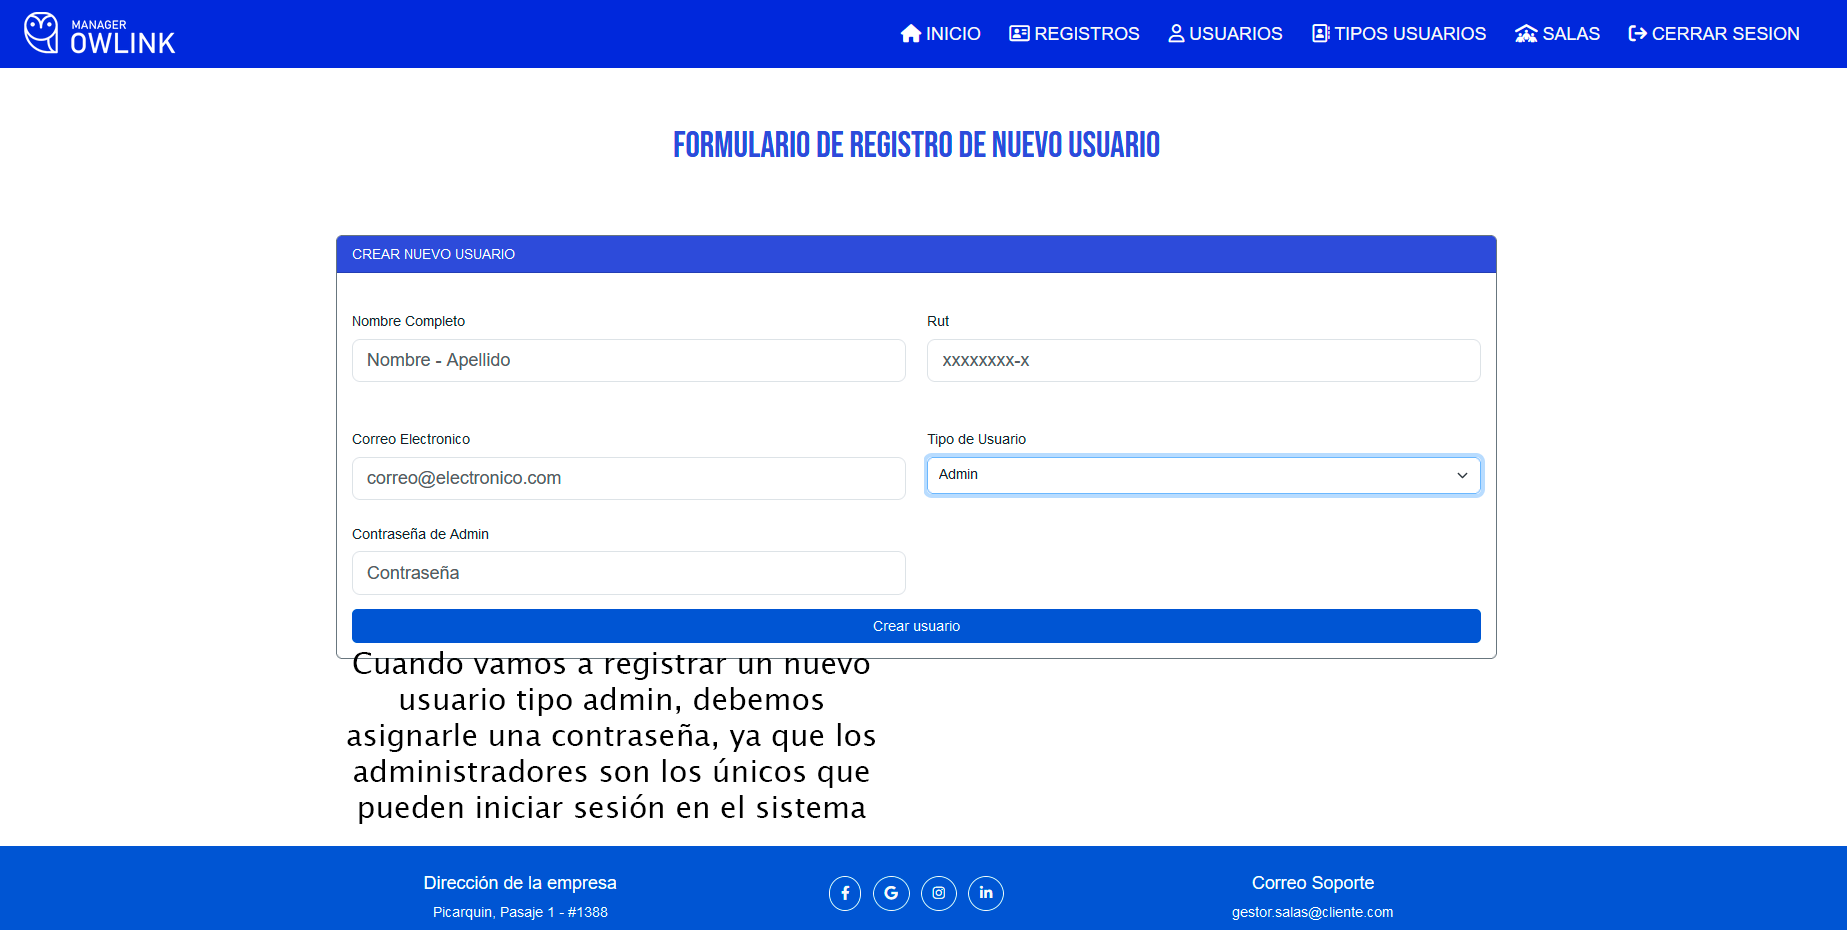 MANAGER
OWLINK
INICIO
REGISTROS
USUARIOS
TIPOS USUARIOS
SALAS
CERRAR SESION
FORMULARIO DE REGISTRO DE NUEVO USUARIO
CREAR NUEVO USUARIO
Nombre Completo
Rut
Nombre - Apellido
xxxxxxxx-x
Correo Electronico
Tipo de Usuario
correo@electronico.com
Admin
Contraseña de Admin
Contraseña
Crear usuario
Cuando vamos a registrar un nuevo
usuario tipo admin, debemos
asignarle una contraseña, ya que los
administradores son los únicos que
pueden iniciar sesión en el sistema
Dirección de la empresa
Picarquin, Pasaje 1 - #1388
Correo Soporte
gestor.salas@cliente.com